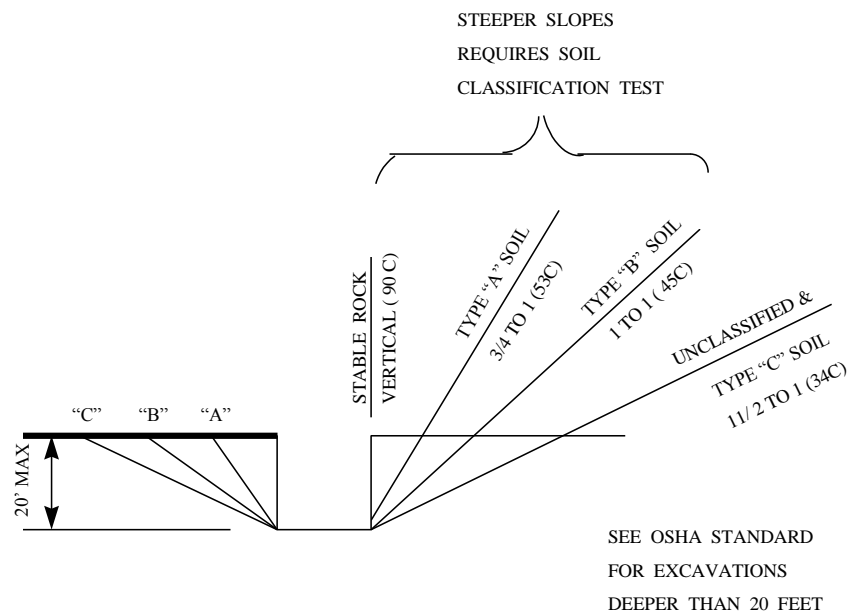 STEEPER SLOPES
REQUIRES SOIL
CLASSIFICATION TEST
STABLE ROCK
VERTICAL ( 90 C)
TYPE “A” SOIL
3/4 TO 1 (53C)
TYPE “B” SOIL
1 TO 1 ( 45C)
UNCLASSIFIED &
TYPE “C” SOIL
11/ 2 TO 1 (34C)
“C”
“B”
“A”
20’ MAX
SEE OSHA STANDARD
FOR EXCAVATIONS
DEEPER THAN 20 FEET